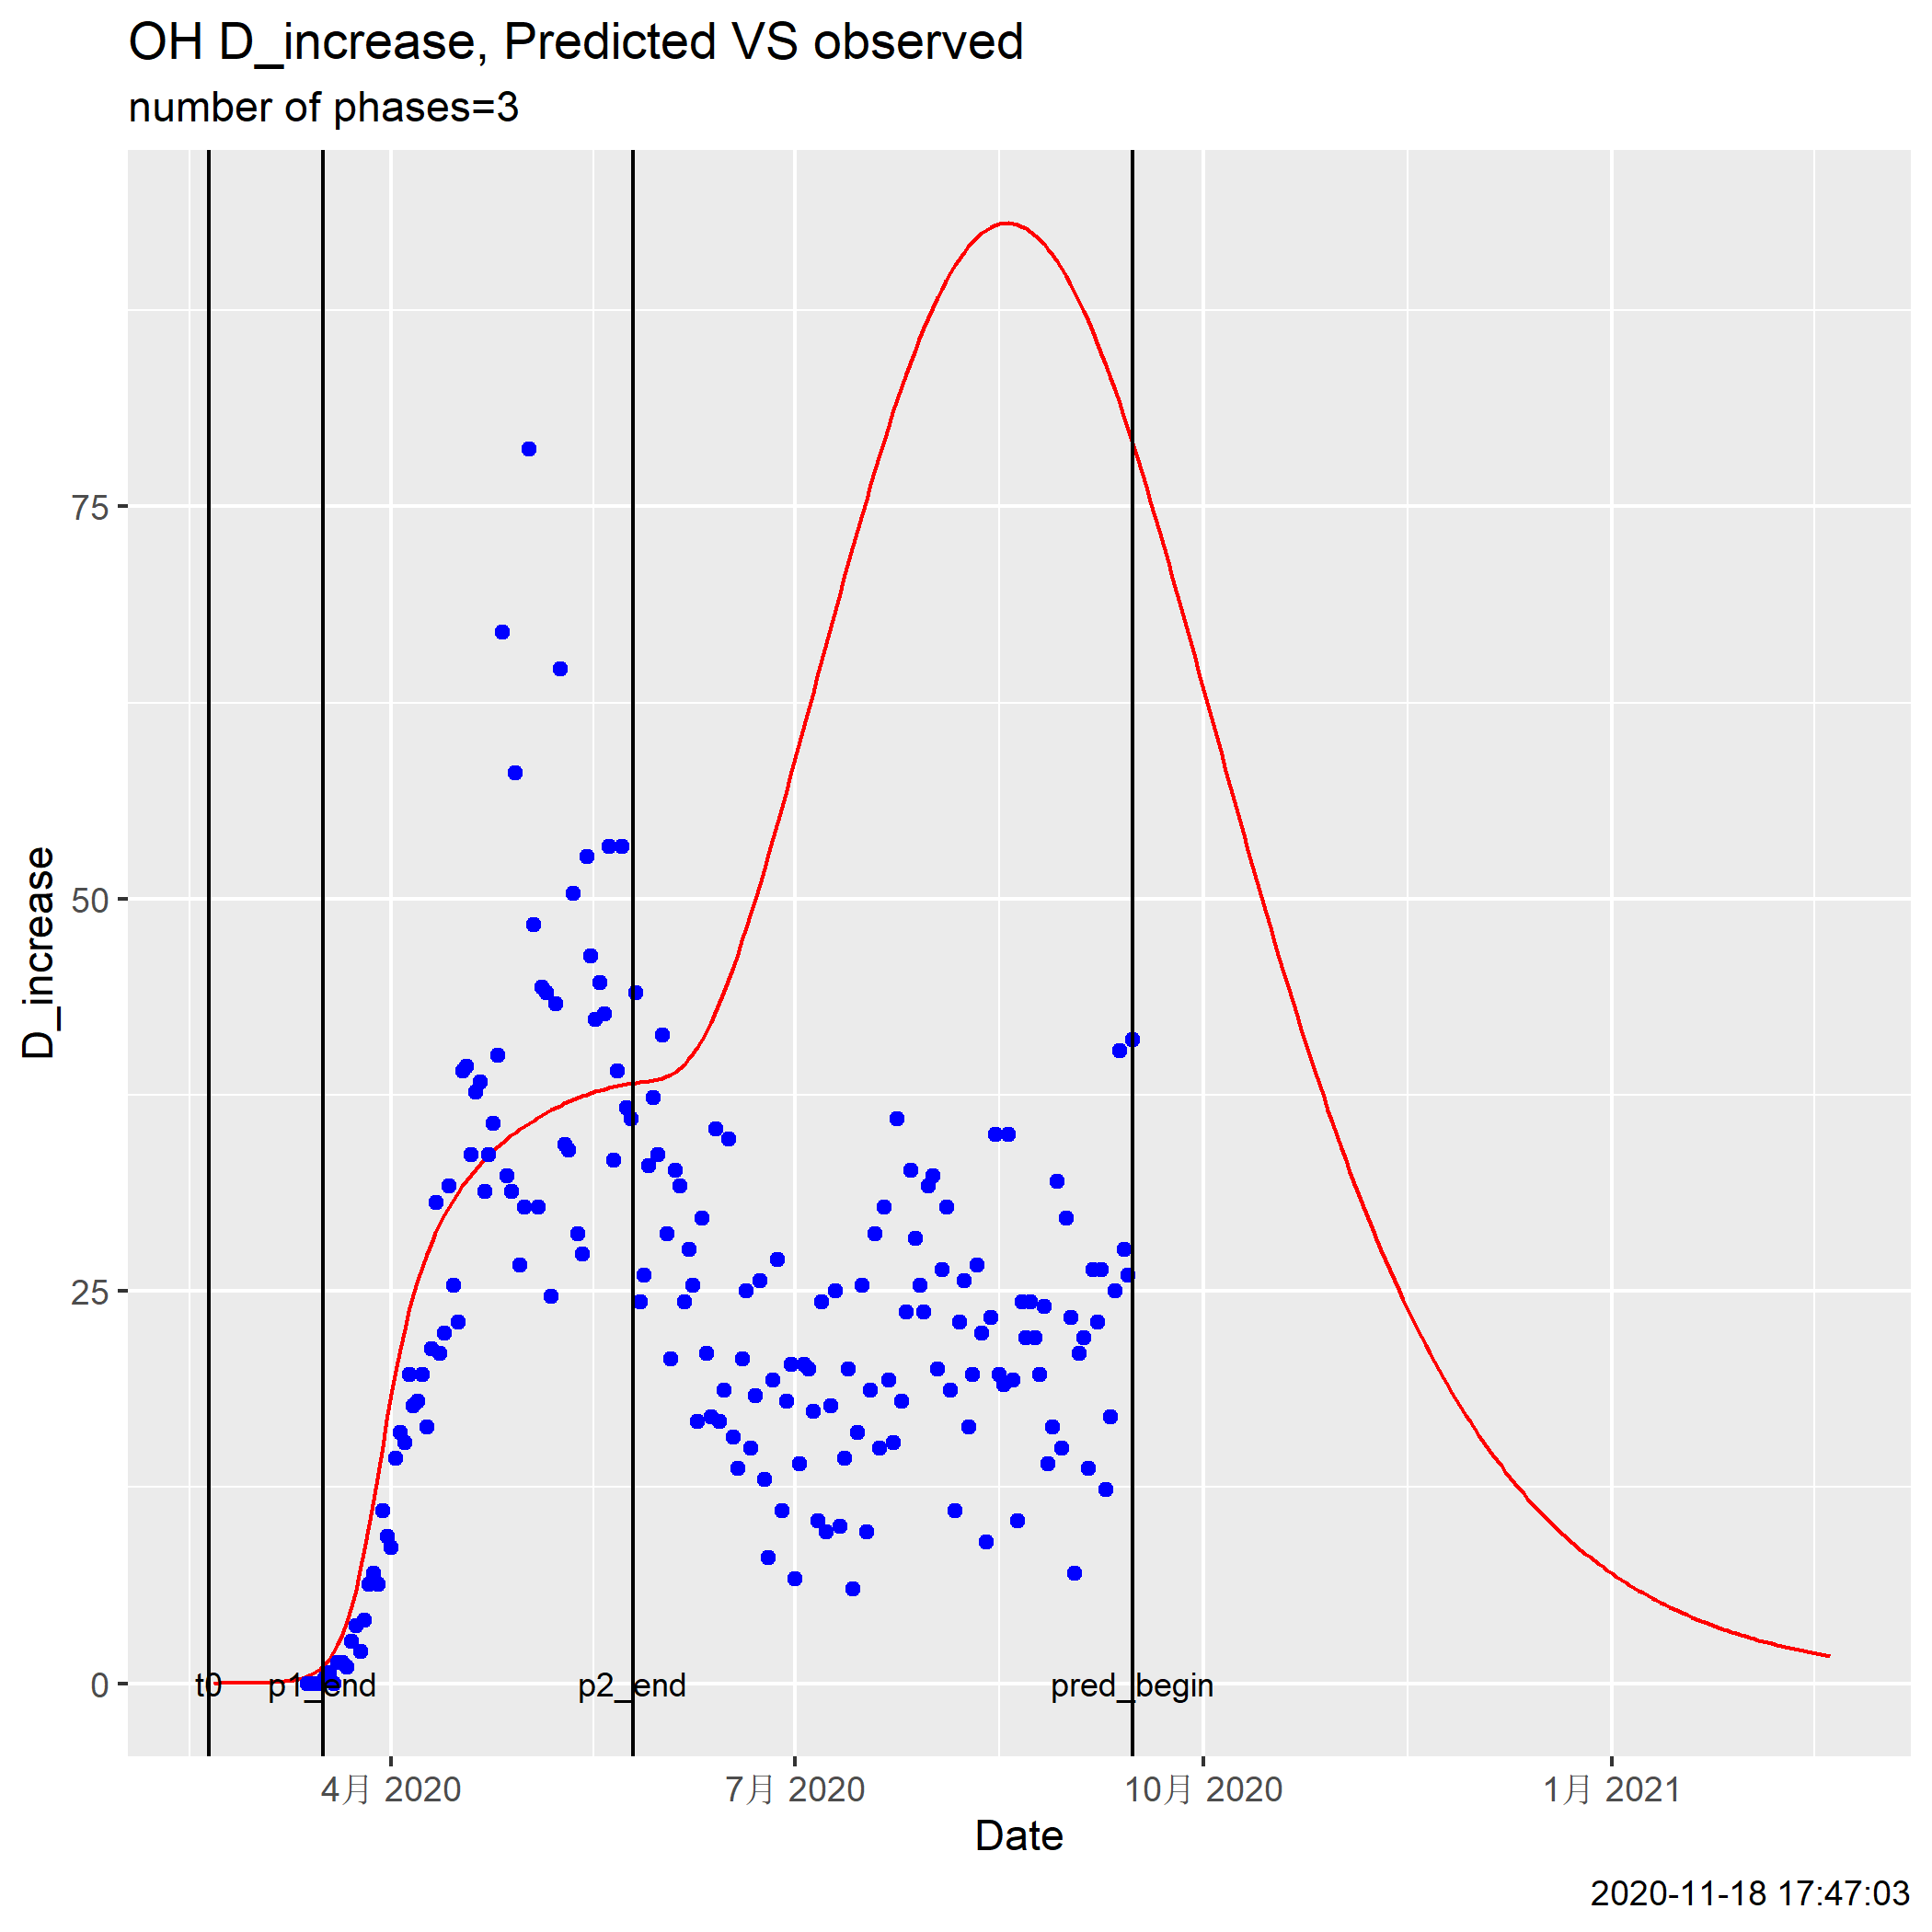 OH D_increase, Predicted VS observed
number of phases=3
D_increase
75
50
25
0
t0
p1_end
p2_end
pred_begin
4月 2020
7月 2020
10月 2020
1月 2021
Date
2020-11-18 17:47:03